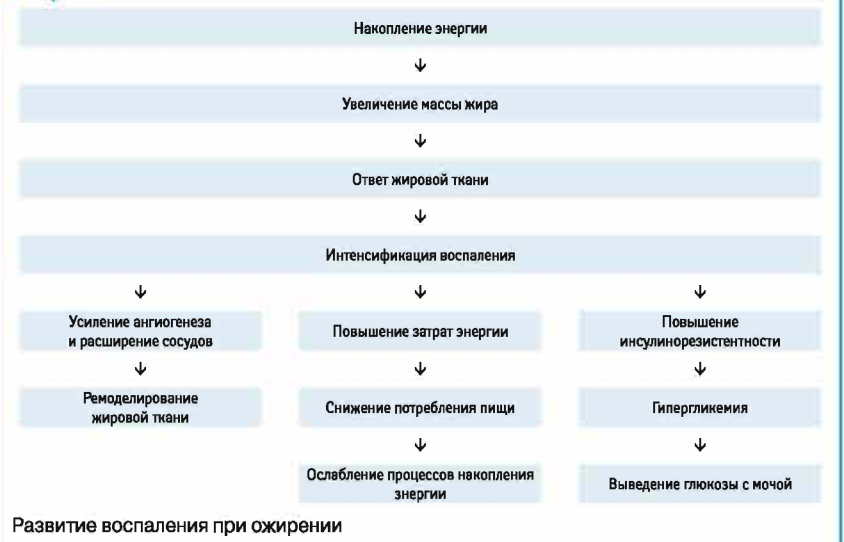 Накопление энергии
Увеличение массы жира
Ответ жировой ткани
Интенсификация воспаления
Усиление ангиогенеза
и расширение сосудов
Повышение затрат энергии
Повышение
инсулинорезистентности
Ремоделирование
жировой ткани
Снижение потребления пищи
Гипергликемия
Ослабление процессов накопления
энергии
Выведение глюкозы с мочой
Развитие воспаления при ожирении